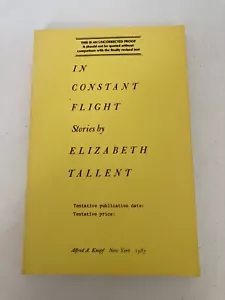 THIS IS AN UNCORRECTED PROOF
It should not be quoted without
comparison with the finally revised text
IN
CONSTANT
FLIGHT
Stories by
ELIZABETH
TALLENT
Tentative publication date:
Tentative price:
Alfred A. Knopf New York 1983